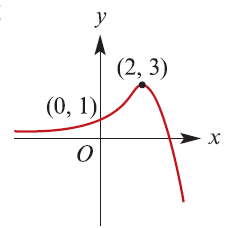 y
(2, 3)
(0, 1)
O
x